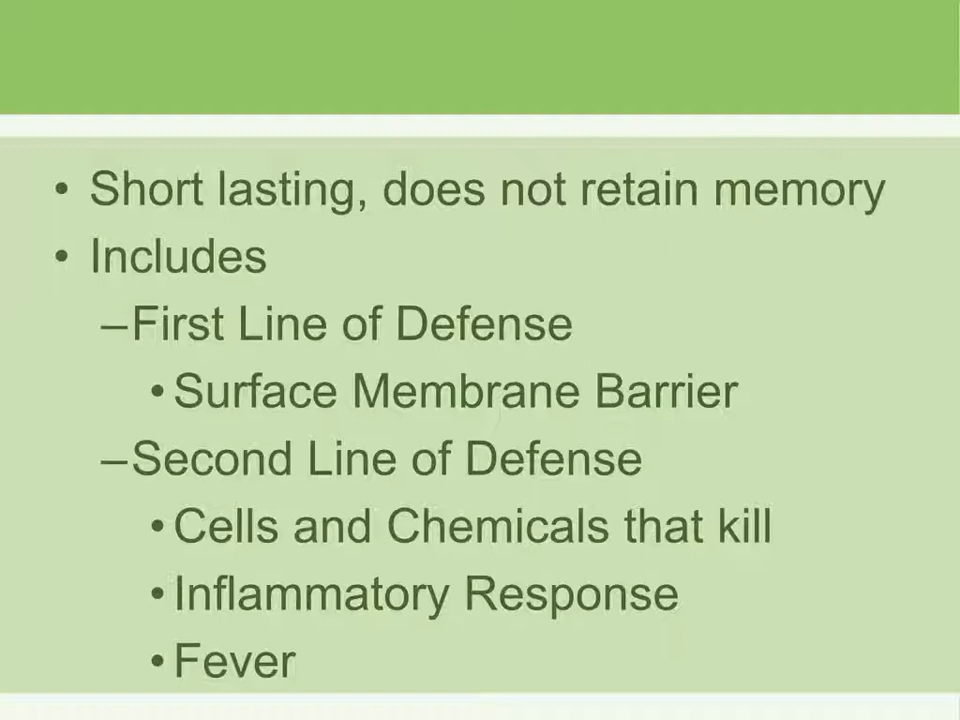 • Short lasting, does not retain memory
• Includes
–First Line of Defense
• Surface Membrane Barrier
–Second Line of Defense
• Cells and Chemicals that kill
• Inflammatory Response
• Fever